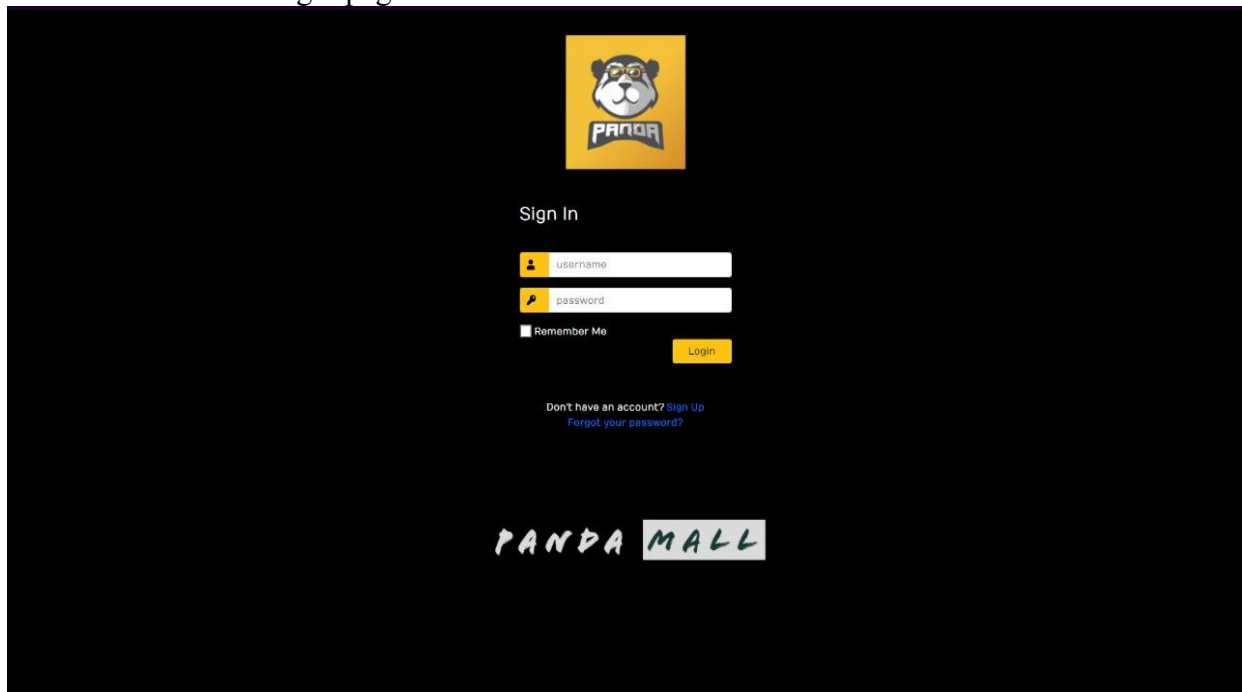 PANDA
Sign In
username
password
Remember Me
Login
Don't have an account? Sign Up
Forgot your password?
PANDA MALL